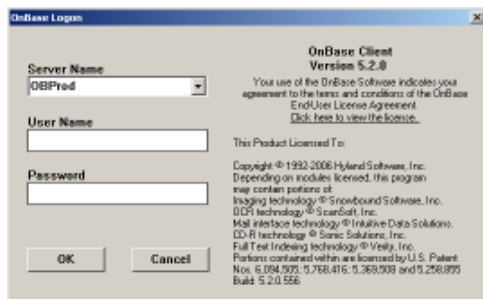 OnBase Logon
Server Name
OBProd
User Name
Password
OK
Cancel
OnBase Client
Version 5.2.0
Your use of the OnBase Software indicates your
agreement to the terms and conditions of the OnBase
End-User License Agreement.
Click here to view the license.
This Product Licensed To:
Copyright © 1992-2006 Hyland Software, Inc.
Depending on modules licensed, this program
may contain portions of:
Imaging technology © Snowbound Software, Inc.
OCR technology © ScanSoft, Inc.
Mail interface technology © Intuitive Data Solutions.
CD-R technology © Sonic Solutions, Inc.
Full Text Indexing technology © Verity, Inc.
Portions contained within are licensed by U.S. Patent
Nos. 6,094,505; 5,768,416; 5,369,508 and 5,258,855
Build: 5.2.0.556